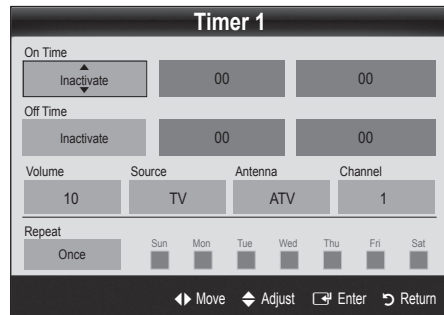 Timer 1
On Time
Inactivate 00 00
Off Time
Inactivate 00 00
Volume Source Antenna Channel
10 TV ATV 1
Repeat
Once Sun Mon Tue Wed Thu Fri Sat
Move Adjust Enter Return